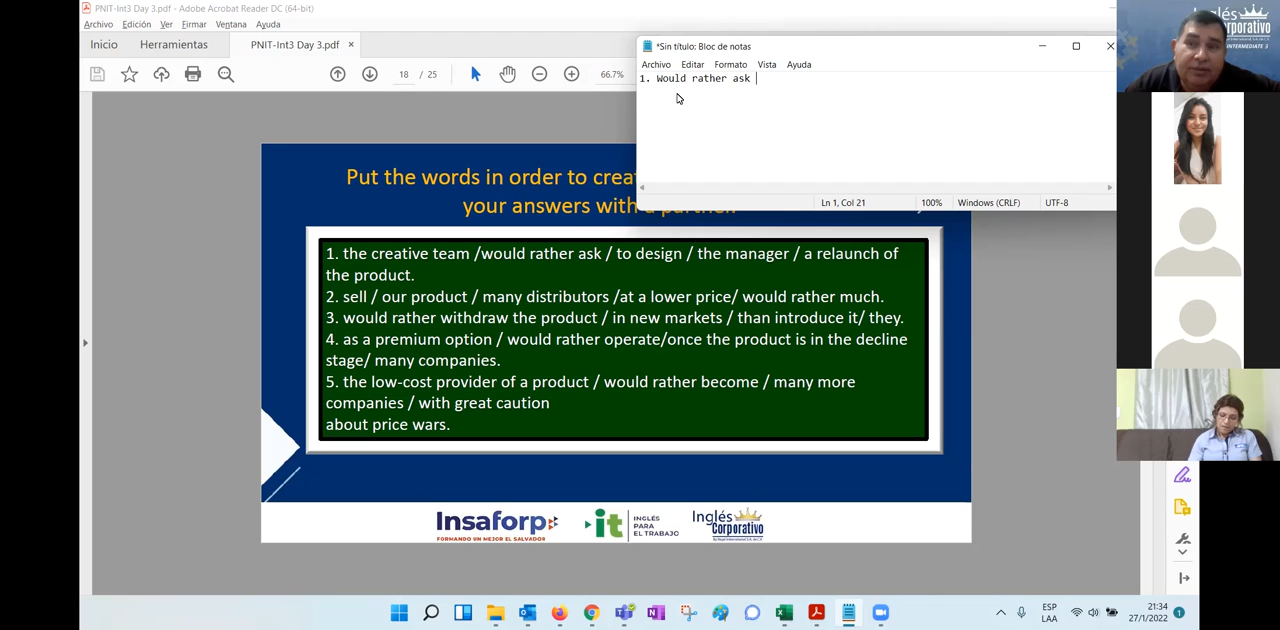 PNIT-Int3 Day 3.pdf - Adobe Acrobat Reader DC (64-bit)
Archivo Edición Ver Firmar Ventana Ayuda
Inicio Herramientas PNIT-Int3 Day 3.pdf ×
18 / 25 66.7%
*Sin título: Bloc de notas
Archivo Editar Formato Vista Ayuda
1. Would rather ask
Ln 1, Col 21 100% Windows (CRLF) UTF-8
Put the words in order to
your answers with a partner.
1. the creative team /would rather ask / to design / the manager / a relaunch of
the product.
2. sell / our product / many distributors /at a lower price/ would rather much.
3. would rather withdraw the product / in new markets / than introduce it/ they.
4. as a premium option / would rather operate/once the product is in the decline
stage/ many companies.
5. the low-cost provider of a product / would rather become / many more
companies / with great caution
about price wars.
Insaforp
FORMANDO UN MEJOR EL SALVADOR
it INGLÉS
PARA
EL TRABAJO
Inglés
Corporativo
Inglés
Corporativo
INTERMEDIATE 3
ESP
LAA
21:34
27/1/2022
1